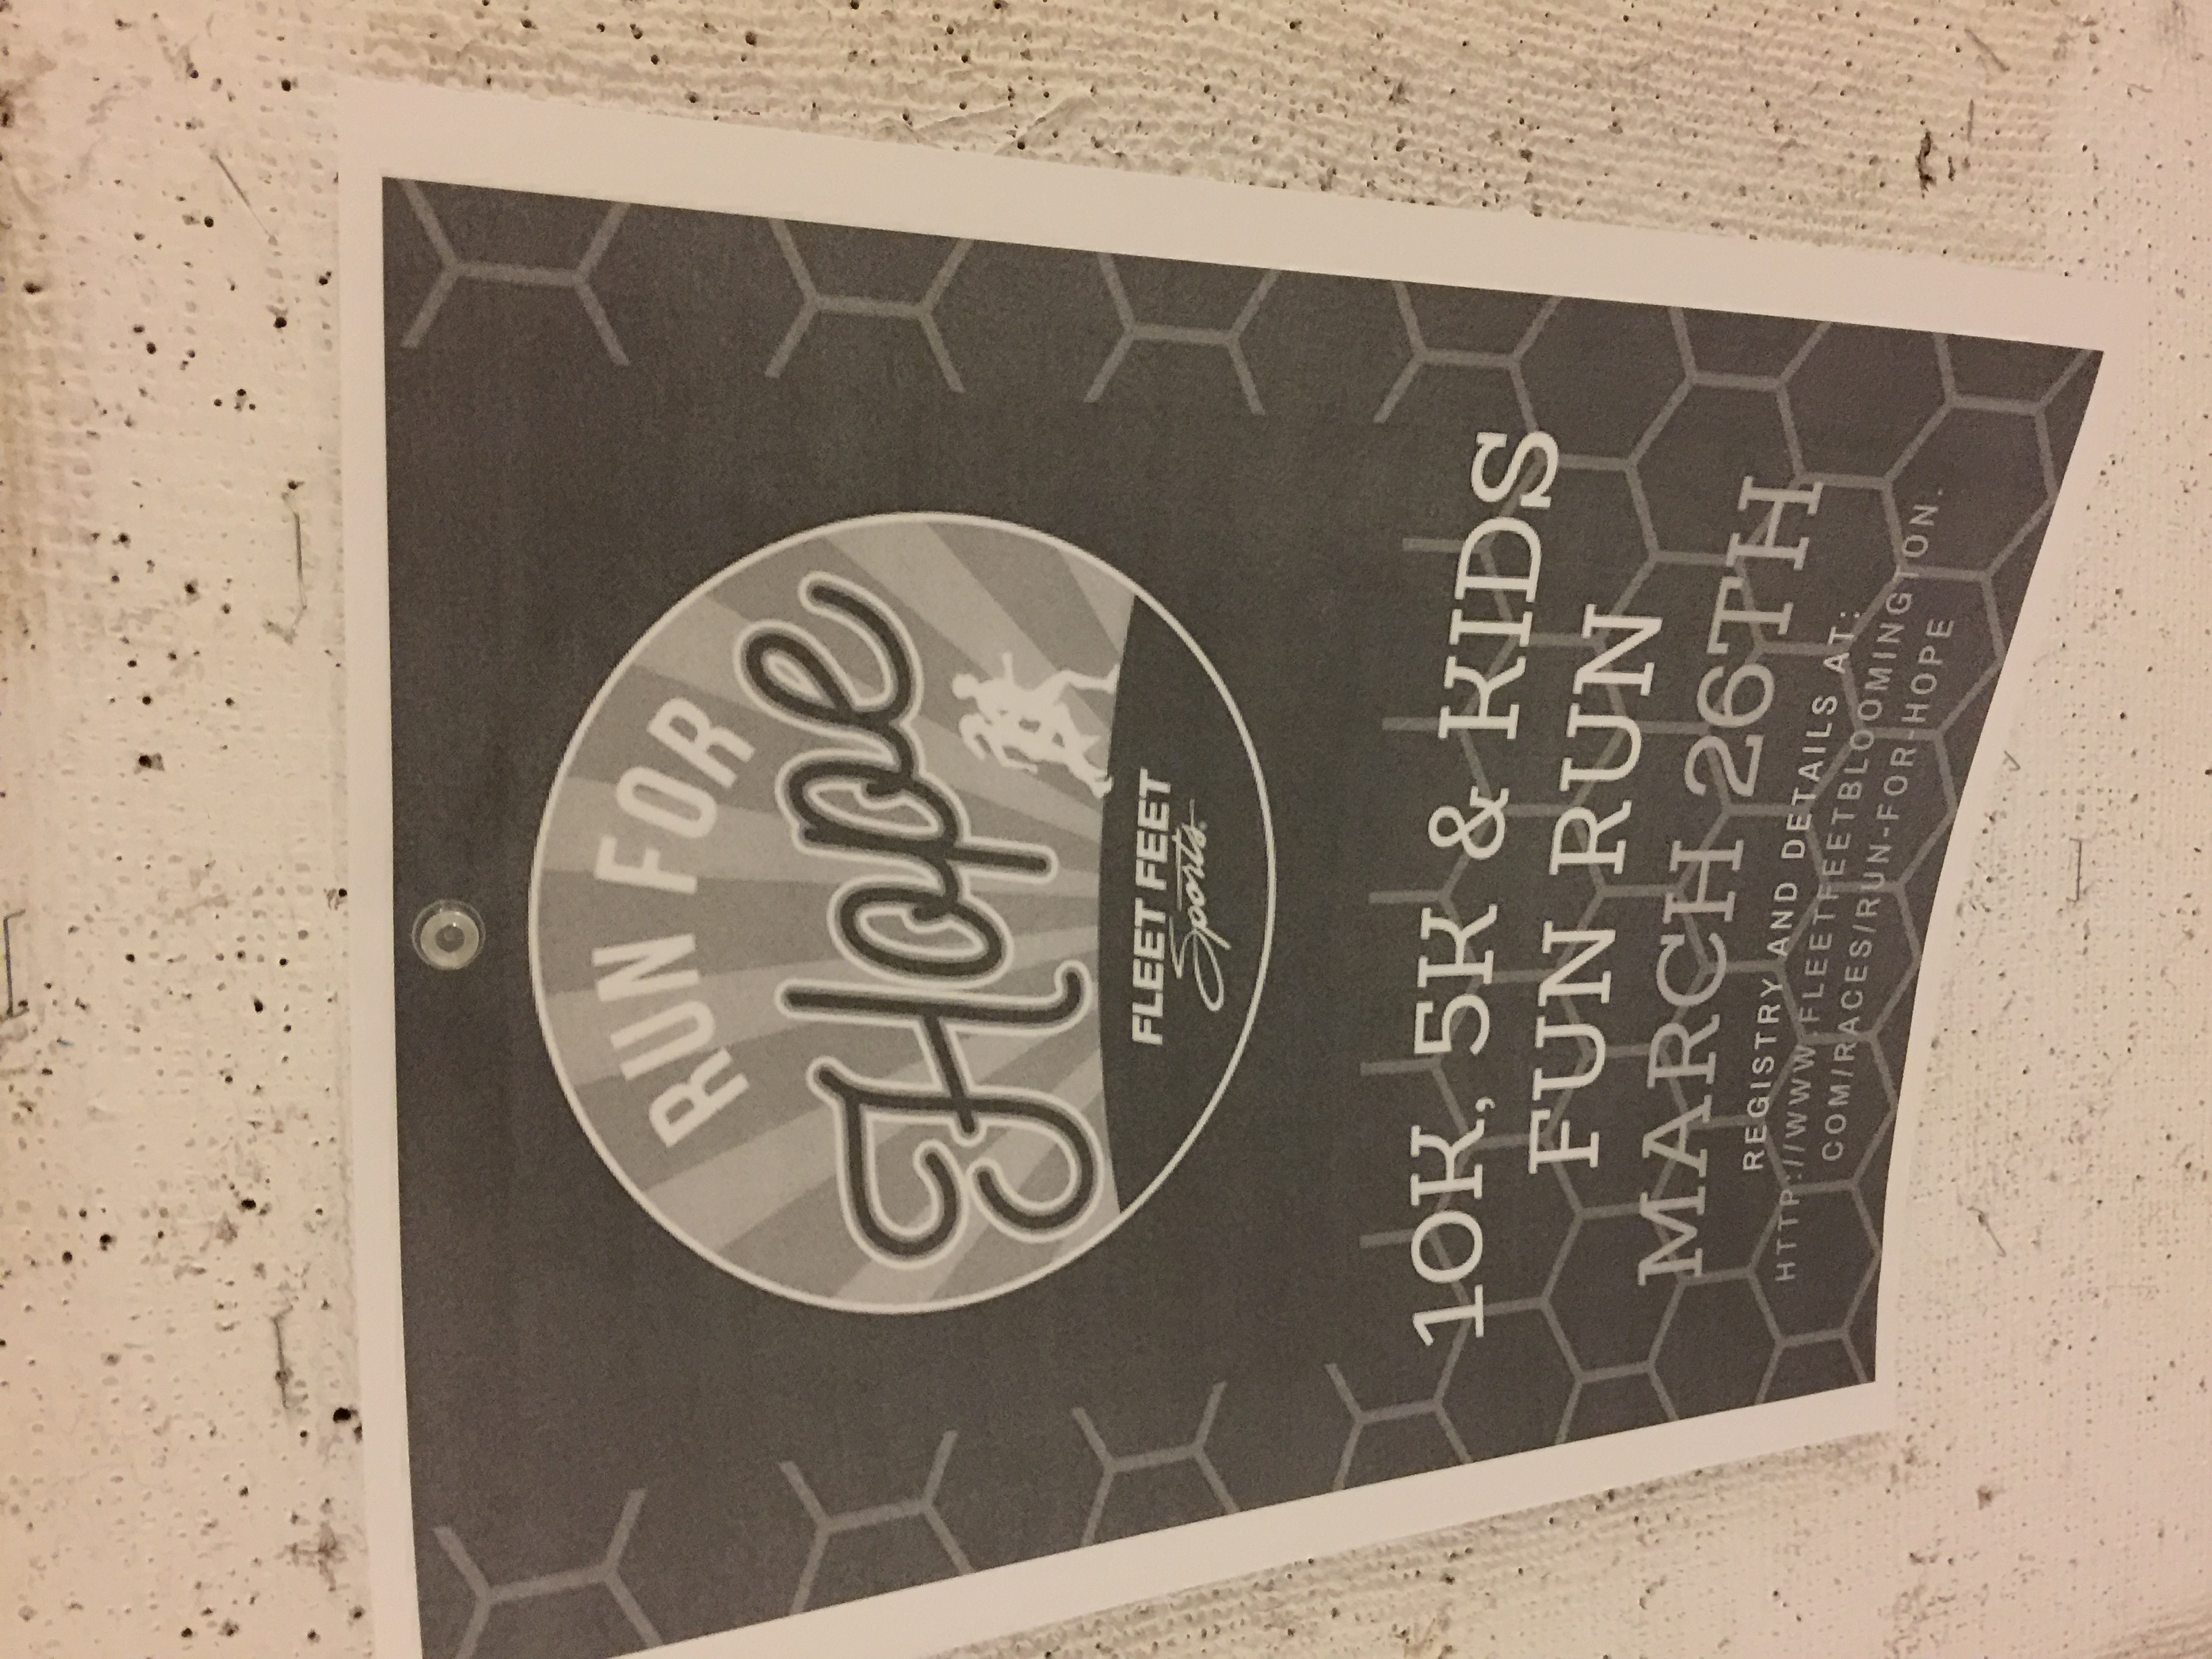 RUN FOR
Hope
FLEET FEET
Sports
10K, 5K & KIDS
FUN RUN
MARCH 26TH
REGISTRY AND DETAILS AT:
HTTP://WWW.FLEETFEETBLOOMINGTON.
COM/RACES/RUN-FOR-HOPE